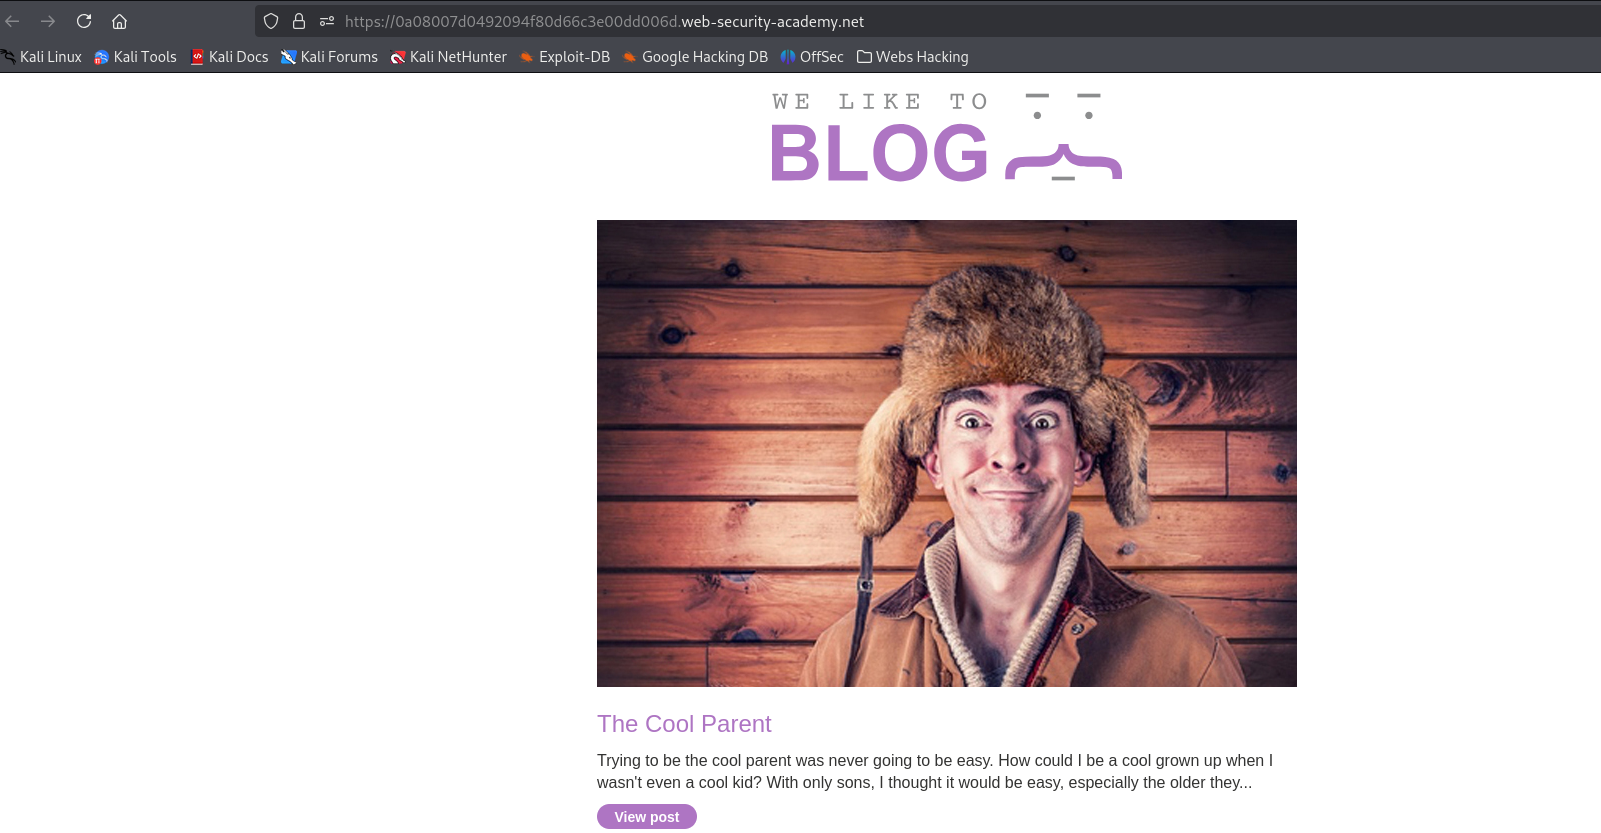 https://0a08007d0492094f80d66c3e00dd006d.web-security-academy.net
Kali Linux Kali Tools Kali Docs Kali Forums Kali NetHunter Exploit-DB Google Hacking DB OffSec Webs Hacking
WE LIKE TO
BLOG
The Cool Parent
Trying to be the cool parent was never going to be easy. How could I be a cool grown up when I
wasn't even a cool kid? With only sons, I thought it would be easy, especially the older they...
View post